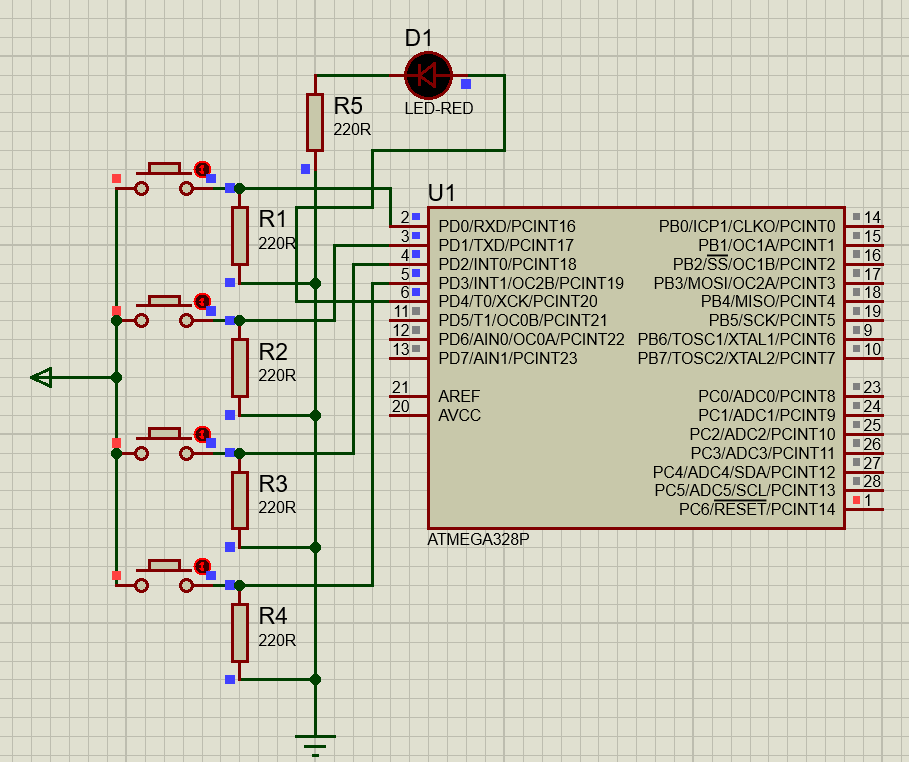 D1
LED-RED
R5
220R
R1
220R
R2
220R
R3
220R
R4
220R
U1
2 PD0/RXD/PCINT16
3 PD1/TXD/PCINT17
4 PD2/INT0/PCINT18
5 PD3/INT1/OC2B/PCINT19
6 PD4/T0/XCK/PCINT20
11 PD5/T1/OC0B/PCINT21
12 PD6/AIN0/OC0A/PCINT22
13 PD7/AIN1/PCINT23
21 AREF
20 AVCC
PB0/ICP1/CLKO/PCINT0 14
PB1/OC1A/PCINT1 15
PB2/SS/OC1B/PCINT2 16
PB3/MOSI/OC2A/PCINT3 17
PB4/MISO/PCINT4 18
PB5/SCK/PCINT5 19
PB6/TOSC1/XTAL1/PCINT6 9
PB7/TOSC2/XTAL2/PCINT7 10
PC0/ADC0/PCINT8 23
PC1/ADC1/PCINT9 24
PC2/ADC2/PCINT10 25
PC3/ADC3/PCINT11 26
PC4/ADC4/SDA/PCINT12 27
PC5/ADC5/SCL/PCINT13 28
PC6/RESET/PCINT14 1
ATMEGA328P